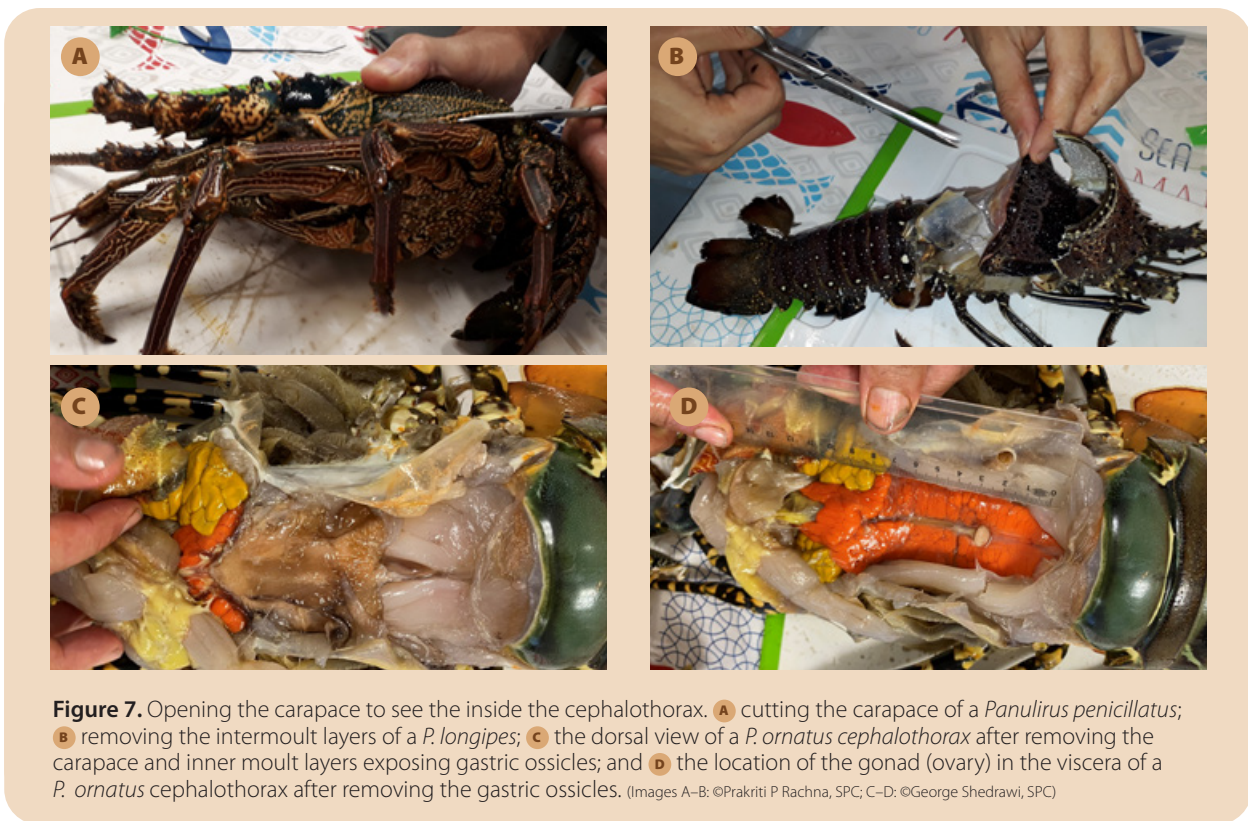 A
B
SEA
MA
C
D
Figure 7. Opening the carapace to see the inside the cephalothorax. A cutting the carapace of a Panulirus penicillatus;
B removing the intermoult layers of a P. longipes; C the dorsal view of a P. ornatus cephalothorax after removing the
carapace and inner moult layers exposing gastric ossicles; and D the location of the gonad (ovary) in the viscera of a
P. ornatus cephalothorax after removing the gastric ossicles. (Images A–B: ©Prakriti P Rachna, SPC; C–D: ©George Shedrawi, SPC)